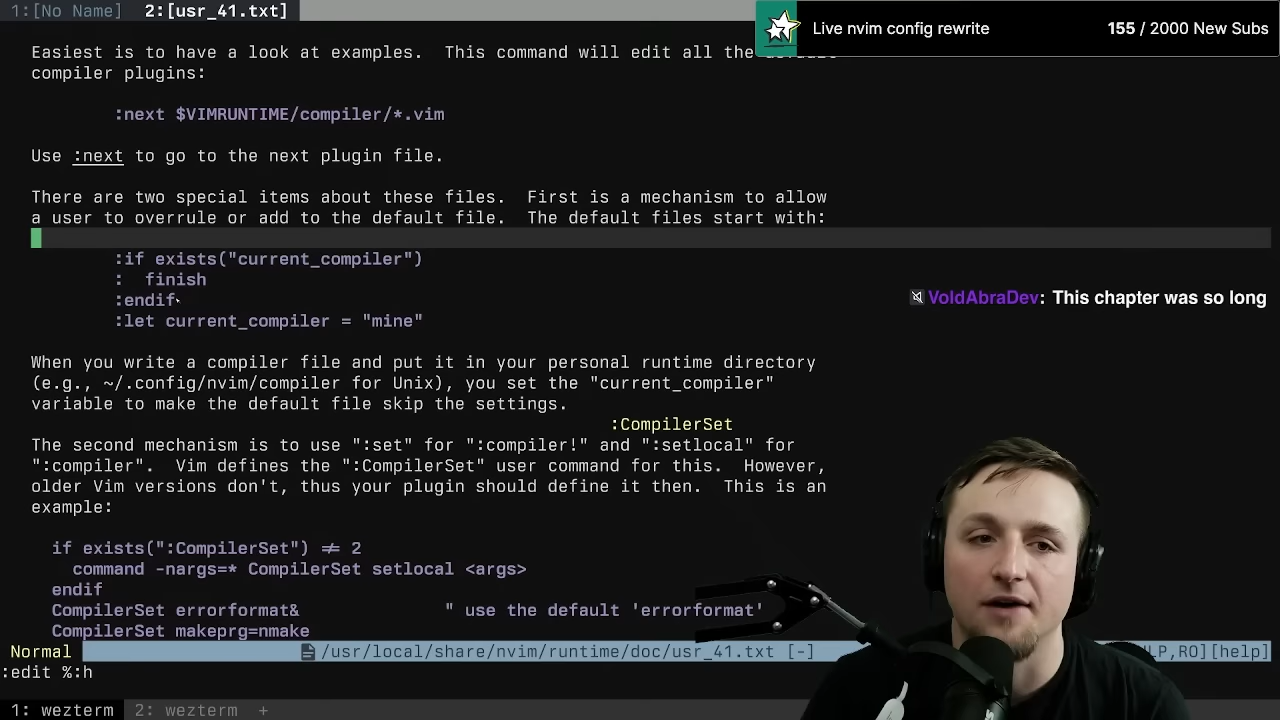 1:[No Name]  2:[usr_41.txt]
Live nvim config rewrite 155 / 2000 New Subs
Easiest is to have a look at examples.  This command will edit all the
compiler plugins:
:next $VIMRUNTIME/compiler/*.vim
Use :next to go to the next plugin file.
There are two special items about these files.  First is a mechanism to allow
a user to overrule or add to the default file.  The default files start with:
:if exists("current_compiler")
:  finish
:endif
VoldAbraDev: This chapter was so long
:let current_compiler = "mine"
When you write a compiler file and put it in your personal runtime directory
(e.g., ~/.config/nvim/compiler for Unix), you set the "current_compiler"
variable to make the default file skip the settings.
:CompilerSet
The second mechanism is to use ":set" for ":compiler!" and ":setlocal" for
":compiler".  Vim defines the ":CompilerSet" user command for this.  However,
older Vim versions don't, thus your plugin should define it then.  This is an
example:
if exists(":CompilerSet") ≠ 2
command -nargs=* CompilerSet setlocal <args>
endif
CompilerSet errorformat& " use the default 'errorformat'
CompilerSet makeprg=nmake
Normal /usr/local/share/nvim/runtime/doc/usr_41.txt [-] LP,RO][help]
:edit %:h
1: wezterm 2: wezterm +